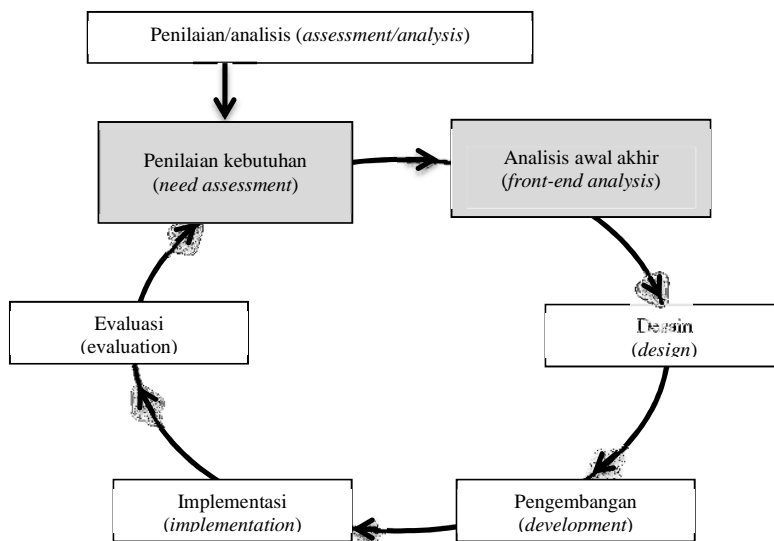 Penilaian/analisis (assessment/analysis)
Penilaian kebutuhan
(need assessment)
Analisis awal akhir
(front-end analysis)
Evaluasi
(evaluation)
Desain
(design)
Implementasi
(implementation)
Pengembangan
(development)